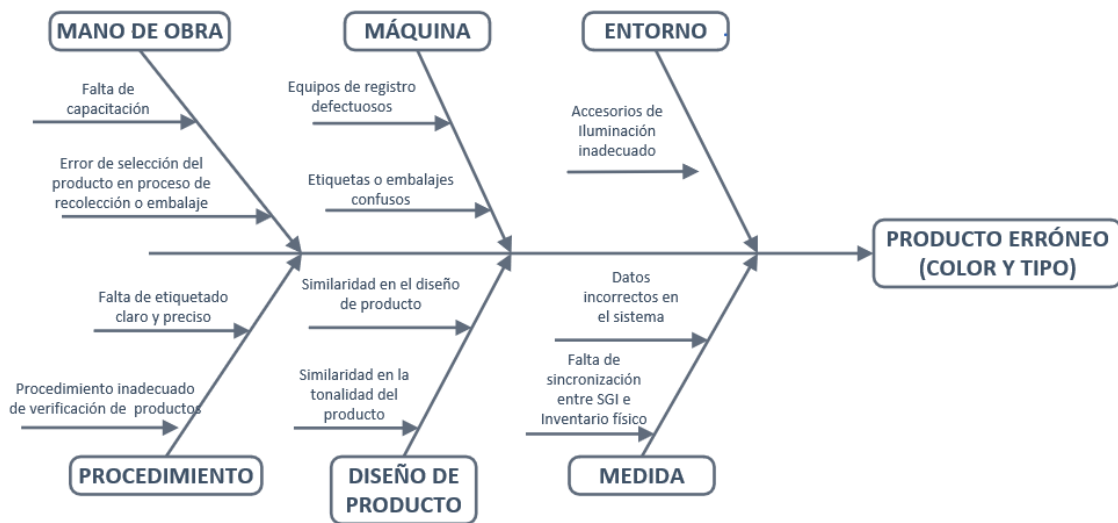 MANO DE OBRA
MÁQUINA
ENTORNO
Falta de
capacitación
Equipos de registro
defectuosos
Accesorios de
Iluminación
inadecuado
Error de selección del
producto en proceso de
recolección o embalaje
Etiquetas o embalajes
confusos
PRODUCTO ERRÓNEO
(COLOR Y TIPO)
Falta de etiquetado
claro y preciso
Similaridad en el diseño
de producto
Datos
incorrectos en
el sistema
Procedimiento inadecuado
de verificación de productos
Similaridad en la
tonalidad del
producto
Falta de
sincronización
entre SGI e
Inventario físico
PROCEDIMIENTO
DISEÑO DE
PRODUCTO
MEDIDA